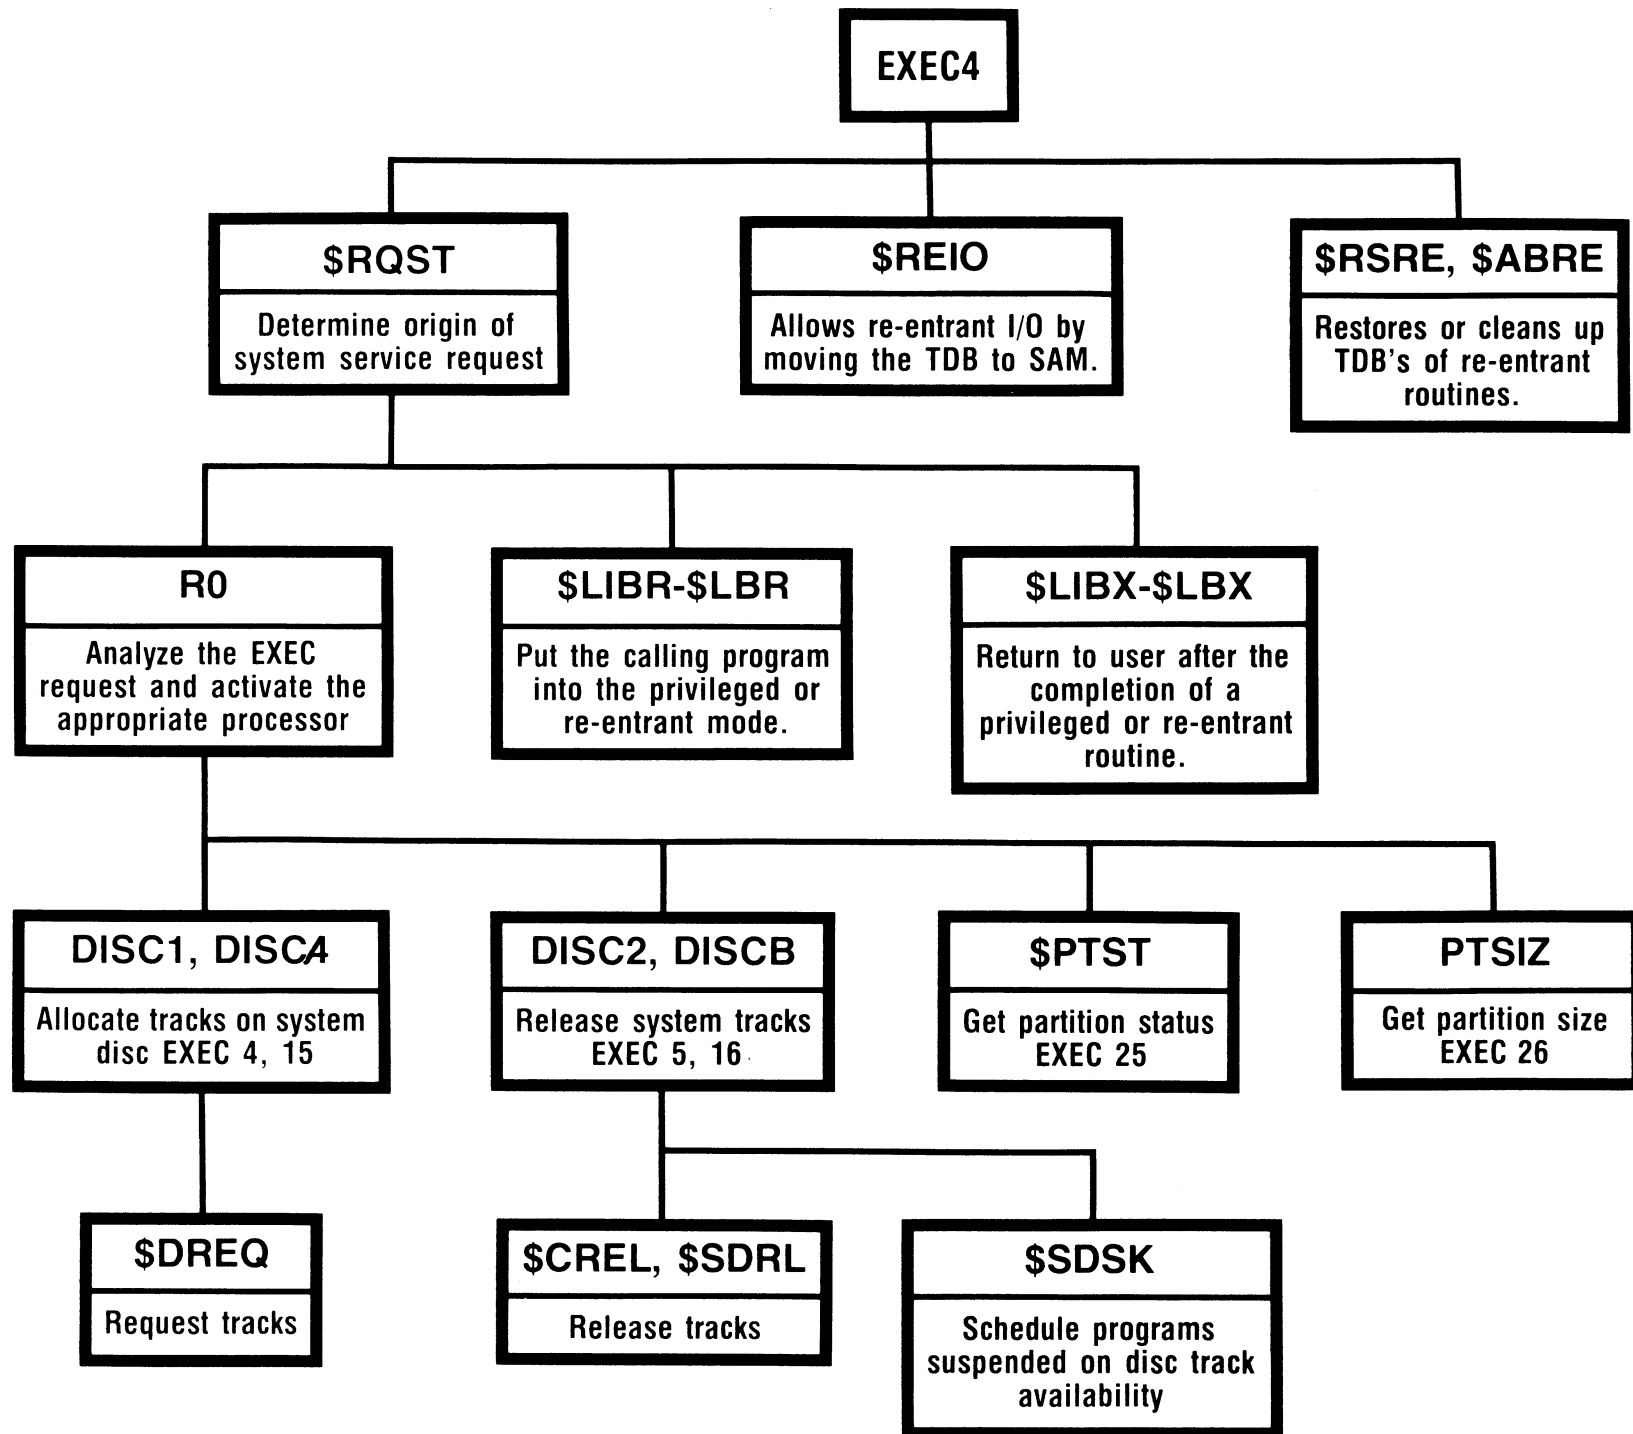 EXEC4
$RQST
Determine origin of
system service request
$REIO
Allows re-entrant I/O by
moving the TDB to SAM.
$RSRE, $ABRE
Restores or cleans up
TDB's of re-entrant
routines.
R0
Analyze the EXEC
request and activate the
appropriate processor
$LIBR-$LBR
Put the calling program
into the privileged or
re-entrant mode.
$LIBX-$LBX
Return to user after the
completion of a
privileged or re-entrant
routine.
DISC1, DISCA
Allocate tracks on system
disc EXEC 4, 15
DISC2, DISCB
Release system tracks
EXEC 5, 16
$PTST
Get partition status
EXEC 25
PTSIZ
Get partition size
EXEC 26
$DREQ
Request tracks
$CREL, $SDRL
Release tracks
$SDSK
Schedule programs
suspended on disc track
availability